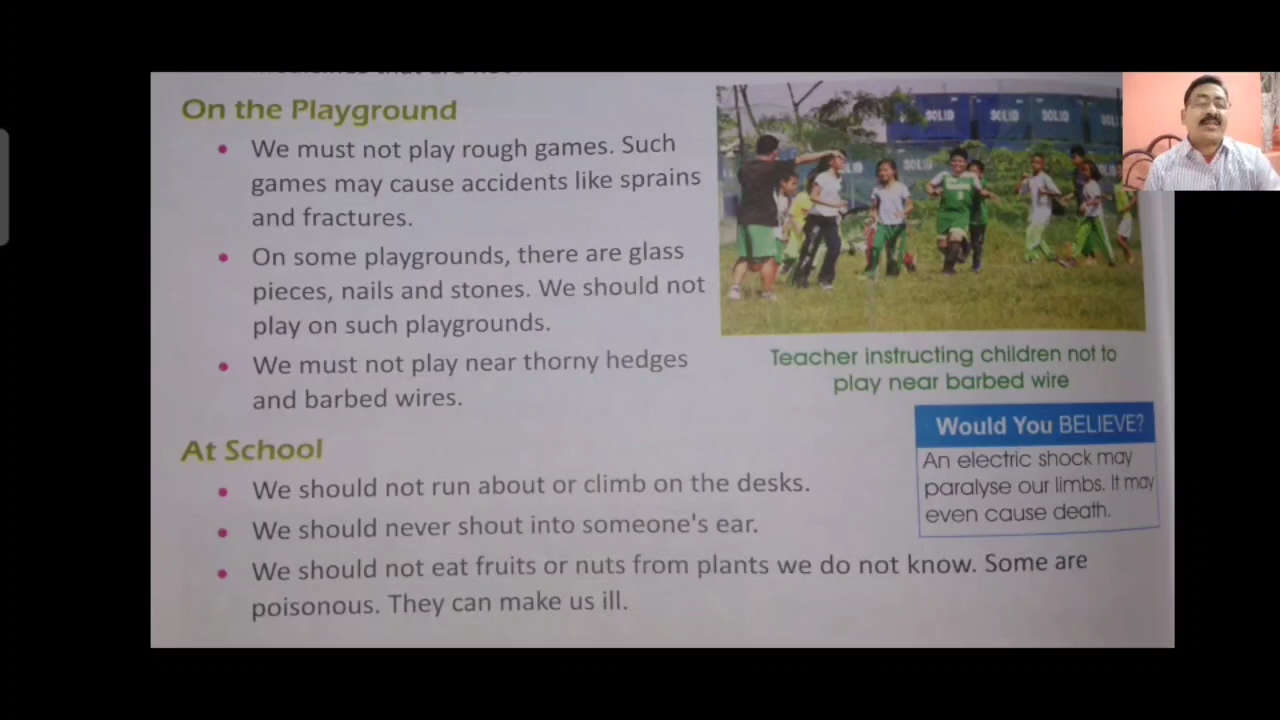 On the Playground
• We must not play rough games. Such
games may cause accidents like sprains
and fractures.
• On some playgrounds, there are glass
pieces, nails and stones. We should not
play on such playgrounds.
• We must not play near thorny hedges
and barbed wires.
SOLID SOLID SOLID
SOLID
Teacher instructing children not to
play near barbed wire
Would You BELIEVE?
An electric shock may
paralyse our limbs. It may
even cause death.
At School
• We should not run about or climb on the desks.
• We should never shout into someone's ear.
• We should not eat fruits or nuts from plants we do not know. Some are
poisonous. They can make us ill.